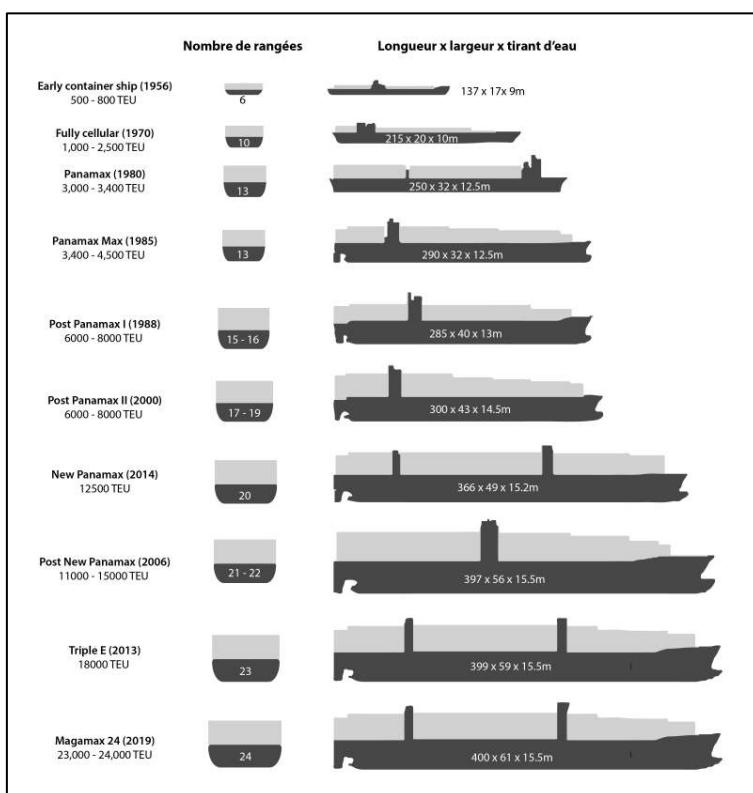 Nombre de rangées
Longueur x largeur x tirant d'eau
Early container ship (1956)
500 - 800 TEU
6
137 x 17x 9m
Fully cellular (1970)
1,000 - 2,500 TEU
10
215 x 20 x 10m
Panamax (1980)
3,000 - 3,400 TEU
13
250 x 32 x 12.5m
Panamax Max (1985)
3,400 - 4,500 TEU
13
290 x 32 x 12.5m
Post Panamax I (1988)
6000 - 8000 TEU
15 - 16
285 x 40 x 13m
Post Panamax II (2000)
6000 - 8000 TEU
17 - 19
300 x 43 x 14.5m
New Panamax (2014)
12500 TEU
20
366 x 49 x 15.2m
Post New Panamax (2006)
11000 - 15000 TEU
21 - 22
397 x 56 x 15.5m
Triple E (2013)
18000 TEU
23
399 x 59 x 15.5m
Magamax 24 (2019)
23,000 - 24,000 TEU
24
400 x 61 x 15.5m